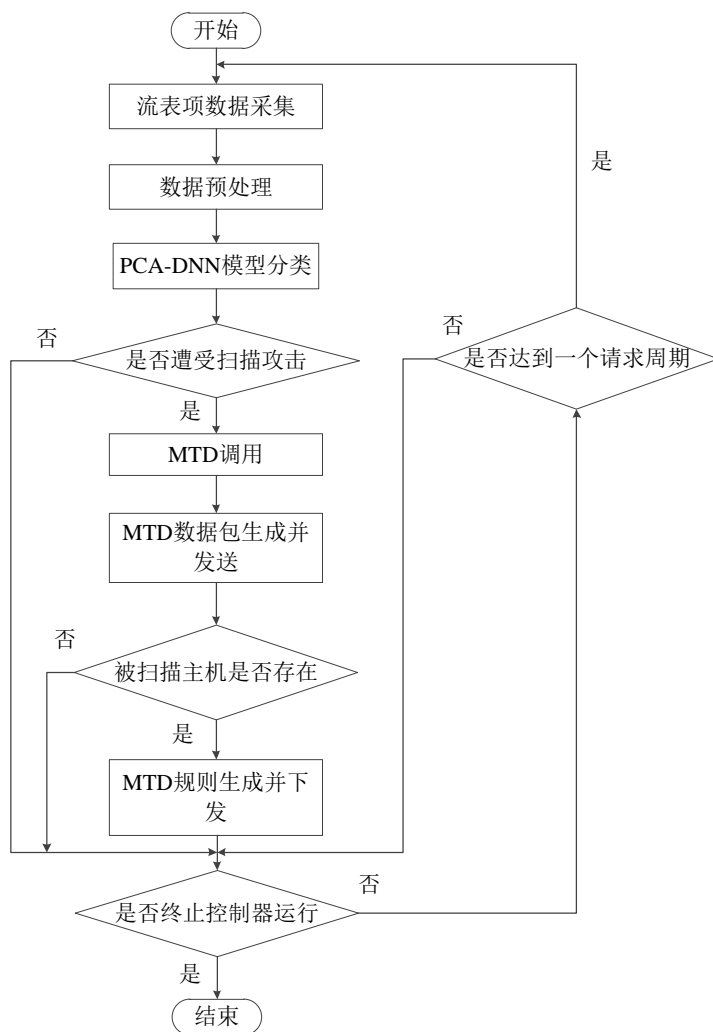 开始
流表项数据采集
是
数据预处理
PCA-DNN模型分类
否
是否遭受扫描攻击
否
是否达到一个请求周期
是
MTD调用
MTD数据包生成并
发送
否
被扫描主机是否存在
是
MTD规则生成并下
发
否
是否终止控制器运行
是
结束